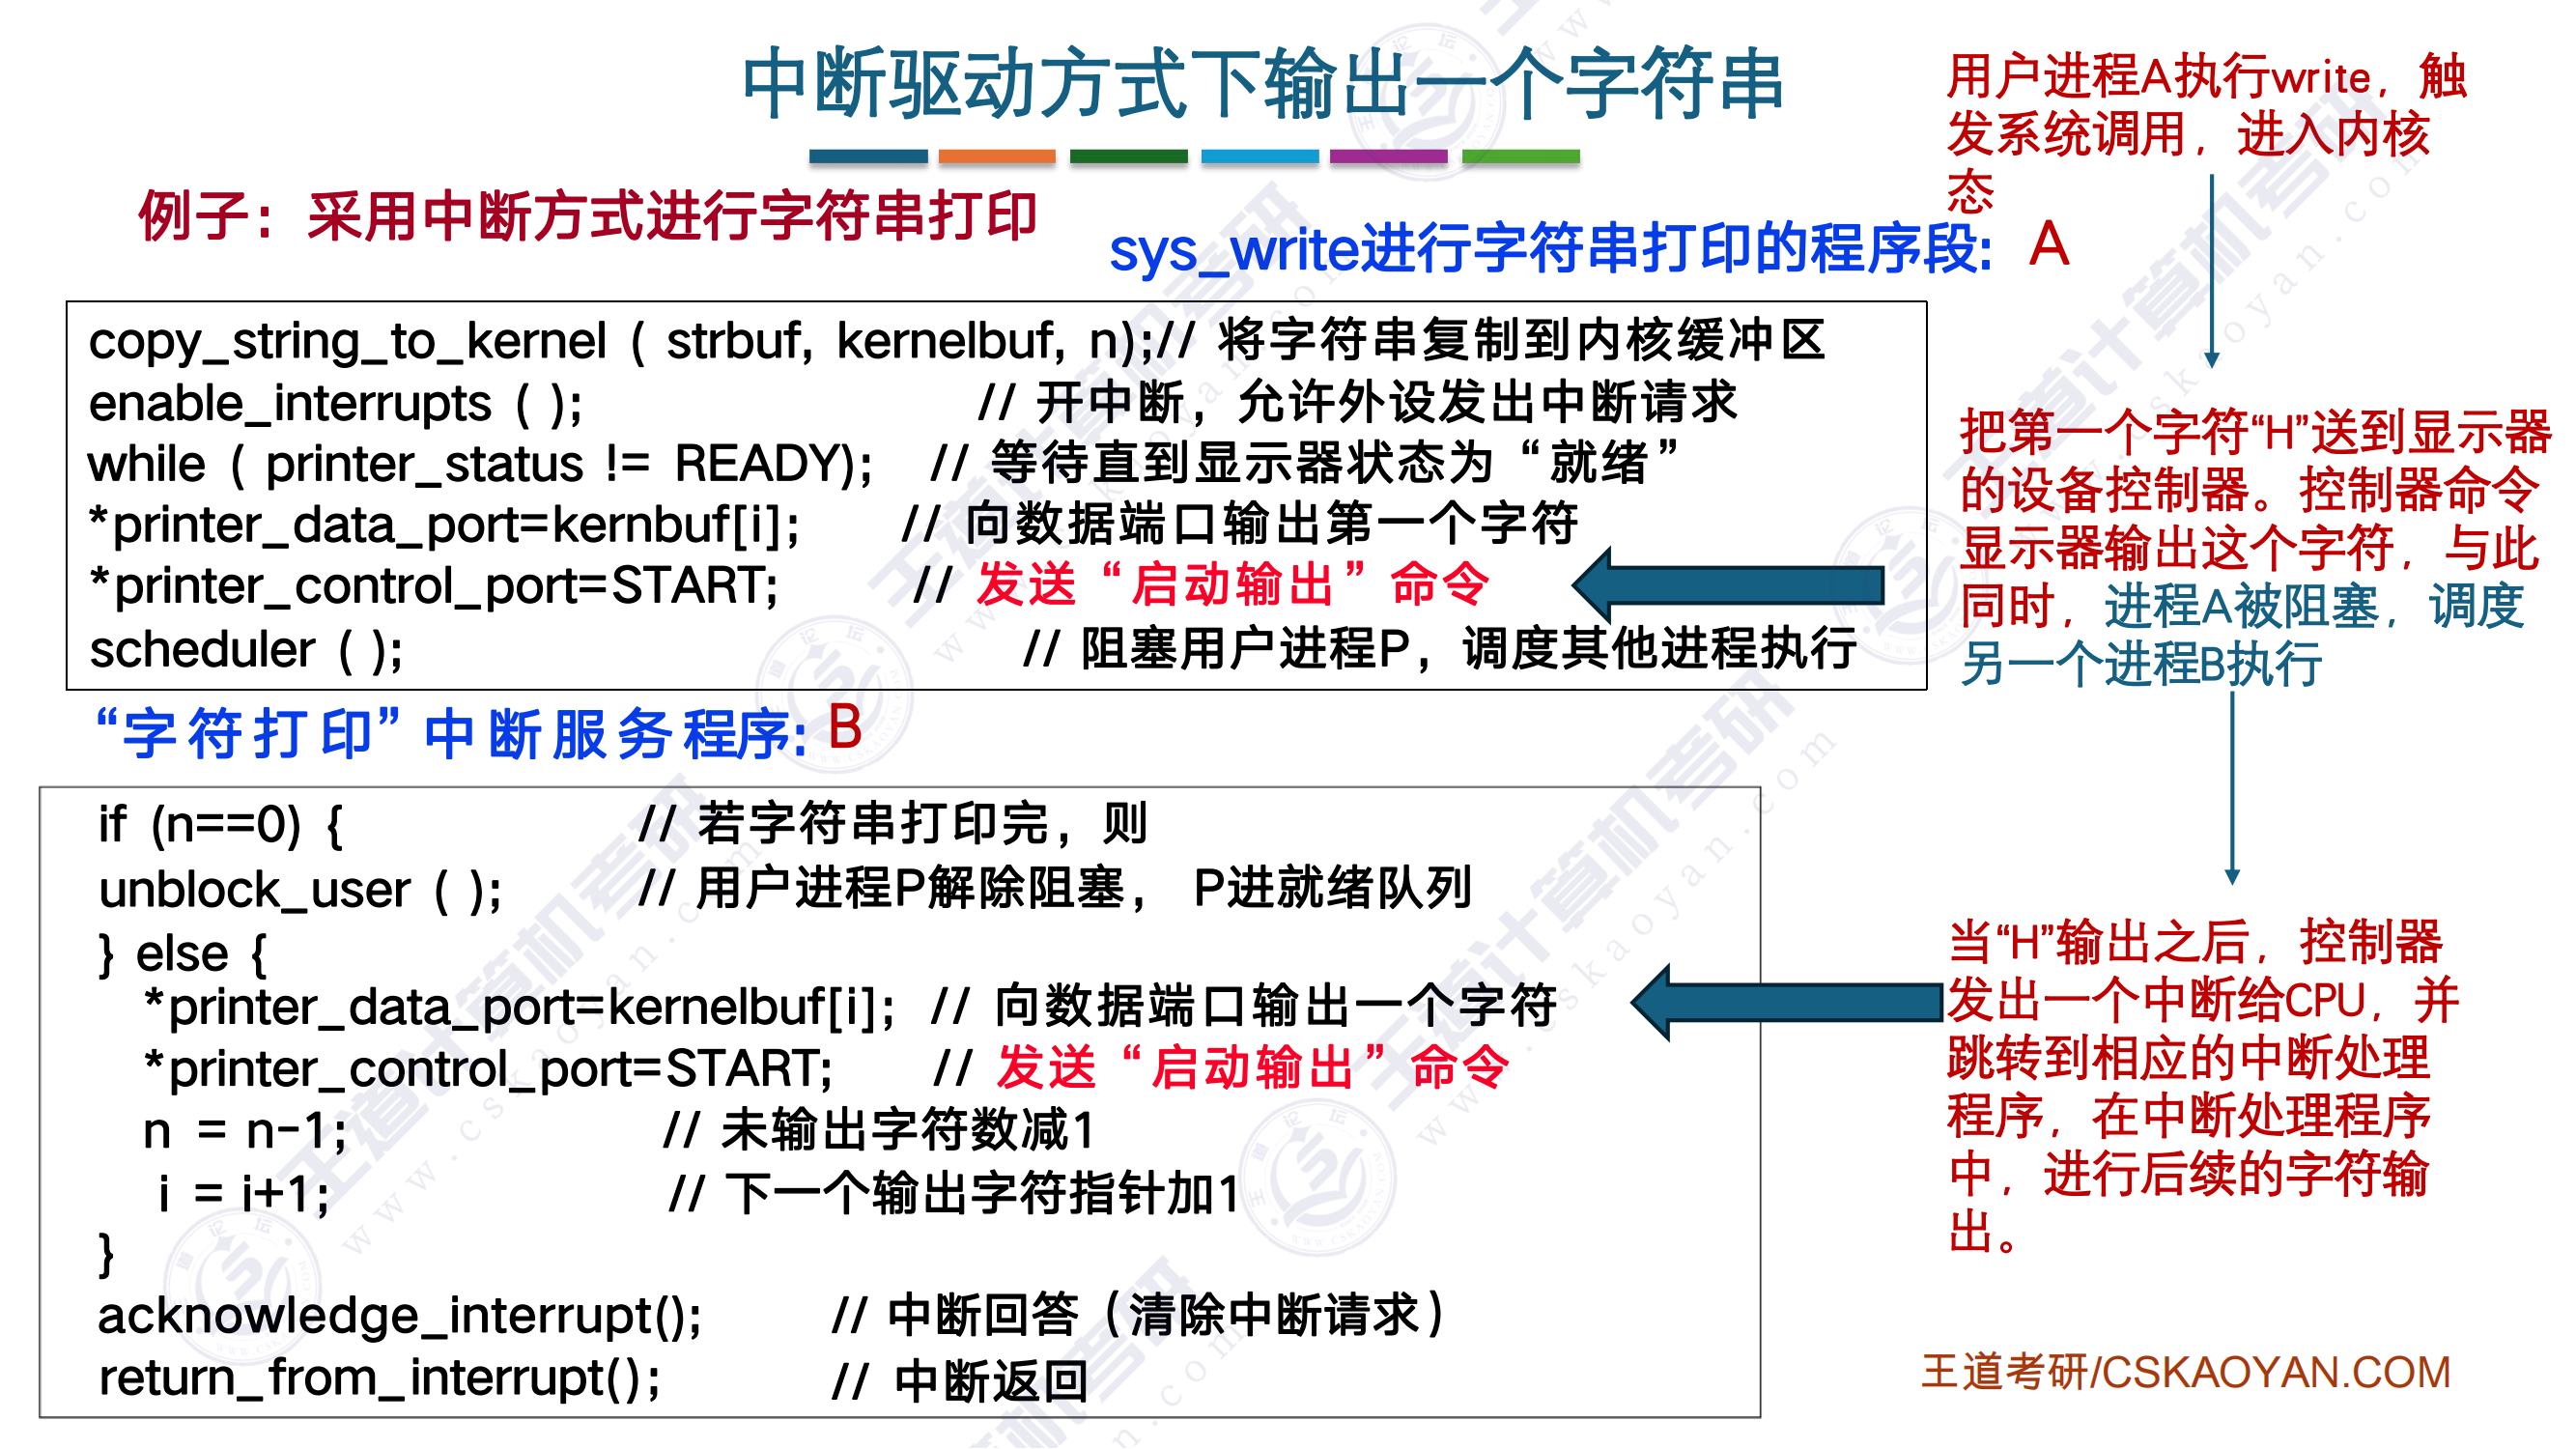 中断驱动方式下输出一个字符串
例子：采用中断方式进行字符串打印
sys_write进行字符串打印的程序段： A
copy_string_to_kernel ( strbuf, kernelbuf, n);// 将字符串复制到内核缓冲区
enable_interrupts ( ); // 开中断，允许外设发出中断请求
while ( printer_status != READY); // 等待直到显示器状态为“就绪”
*printer_data_port=kernbuf[i]; // 向数据端口输出第一个字符
*printer_control_port=START; // 发送“启动输出”命令
scheduler ( ); // 阻塞用户进程P，调度其他进程执行
“字符打印”中断服务程序: B
if (n==0) { // 若字符串打印完，则
unblock_user ( ); // 用户进程P解除阻塞， P进就绪队列
} else {
*printer_data_port=kernelbuf[i]; // 向数据端口输出一个字符
*printer_control_port=START; // 发送“启动输出”命令
n = n-1; // 未输出字符数减1
i = i+1; // 下一个输出字符指针加1
}
acknowledge_interrupt(); // 中断回答（清除中断请求）
return_from_interrupt(); // 中断返回
用户进程A执行write，触
发系统调用，进入内核
态
把第一个字符“H”送到显示器
的设备控制器。控制器命令
显示器输出这个字符，与此
同时，进程A被阻塞，调度
另一个进程B执行
当“H”输出之后，控制器
发出一个中断给CPU，并
跳转到相应的中断处理
程序，在中断处理程序
中，进行后续的字符输
出。
王道考研/CSKAOYAN.COM
王道计算机考研
www.cskaoyan.com